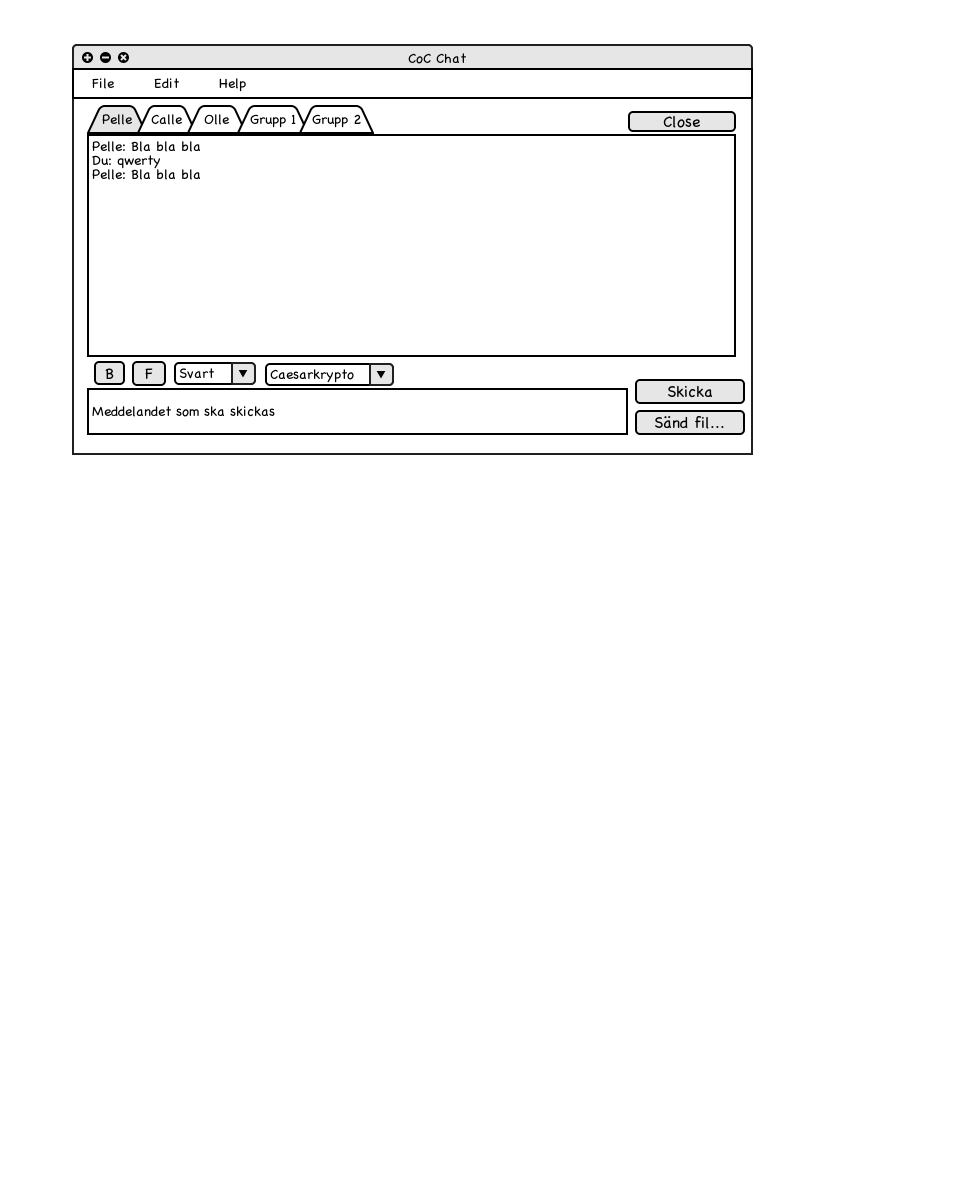 CoC Chat
File Edit Help
Pelle Calle Olle Grupp 1 Grupp 2 Close
Pelle: Bla bla bla
Du: qwerty
Pelle: Bla bla bla
B F Svart Caesarkrypto
Skicka
Meddelandet som ska skickas
Sänd fil...